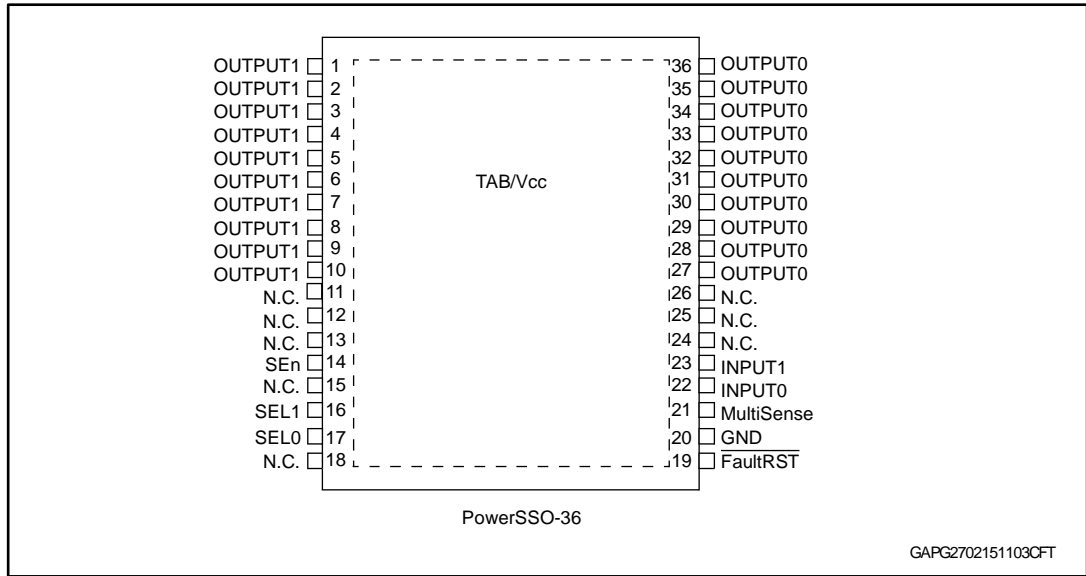 OUTPUT1 1 36 OUTPUT0
OUTPUT1 2 35 OUTPUT0
OUTPUT1 3 34 OUTPUT0
OUTPUT1 4 33 OUTPUT0
OUTPUT1 5 32 OUTPUT0
OUTPUT1 6 TAB/Vcc 31 OUTPUT0
OUTPUT1 7 30 OUTPUT0
OUTPUT1 8 29 OUTPUT0
OUTPUT1 9 28 OUTPUT0
OUTPUT1 10 27 OUTPUT0
N.C. 11 26 N.C.
N.C. 12 25 N.C.
N.C. 13 24 N.C.
SEn 14 23 INPUT1
N.C. 15 22 INPUT0
SEL1 16 21 MultiSense
SEL0 17 20 GND
N.C. 18 19 FaultRST
PowerSSO-36
GAPG2702151103CFT